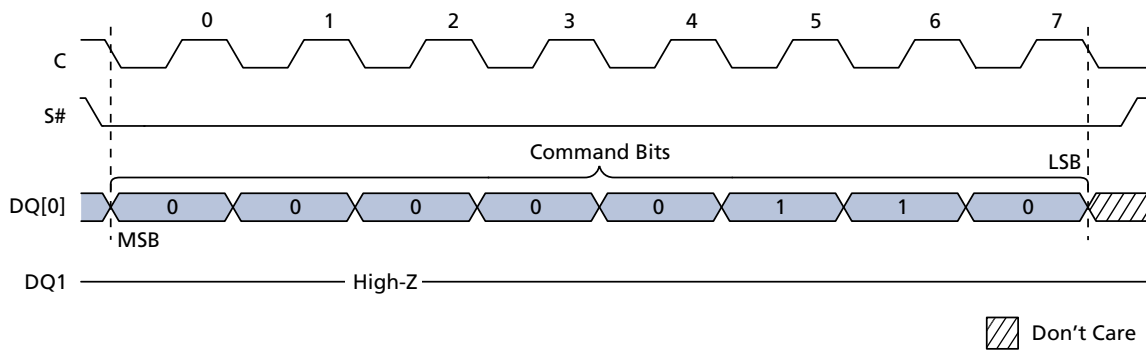 0 1 2 3 4 5 6 7
C
S#
Command Bits
LSB
DQ[0] 0 0 0 0 0 1 1 0
MSB
DQ1 High-Z
Don't Care